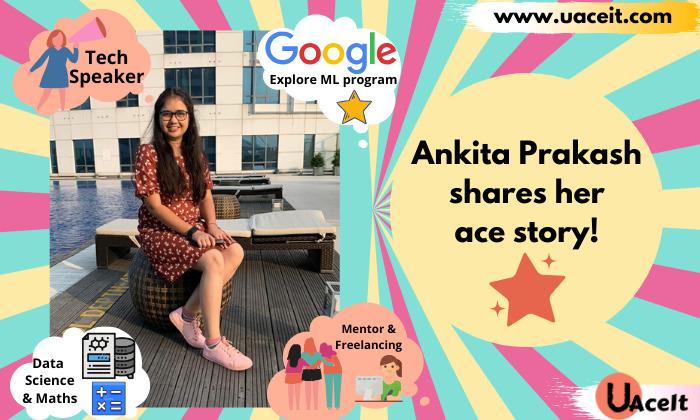 www.uaceit.com
Tech
Speaker
Google
Explore ML program
Ankita Prakash
shares her
ace story!
Mentor &
Freelancing
Data
Science
& Maths
UAceIt